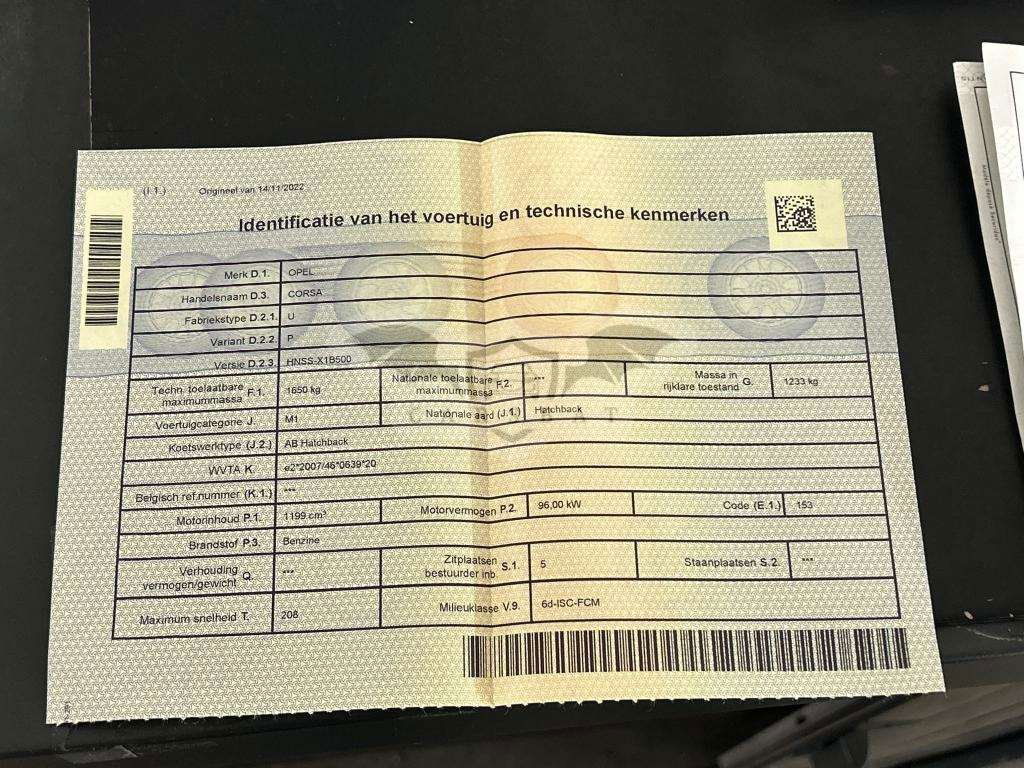 (I.1.) Origineel van 14/11/2022
Identificatie van het voertuig en technische kenmerken
Merk D.1. OPEL
Handelsnaam D.3. CORSA
Fabriekstype D.2.1. U
Variant D.2.2. P
Versie D.2.3. HNSS-X1B500
Techn. toelaatbare maximummassa F.1. 1650 kg Nationale toelaatbare maximummassa F.2. --- Massa in rijklare toestand G. 1233 kg
Voertuigcategorie J. M1 Nationale aard (J.1.) Hatchback
Koetswerktype (J.2.) AB Hatchback
WVTA K. e2*2007/46*0639*20
Belgisch ref.nummer (K.1.) ---
Motorinhoud P.1. 1199 cm³ Motorvermogen P.2. 96,00 kW Code (E.1.) 153
Brandstof P.3. Benzine
Verhouding vermogen/gewicht Q. --- Zitplaatsen bestuurder inb. S.1. 5 Staanplaatsen S.2. ---
Maximum snelheid T. 208 Milieuklasse V.9. 6d-ISC-FCM